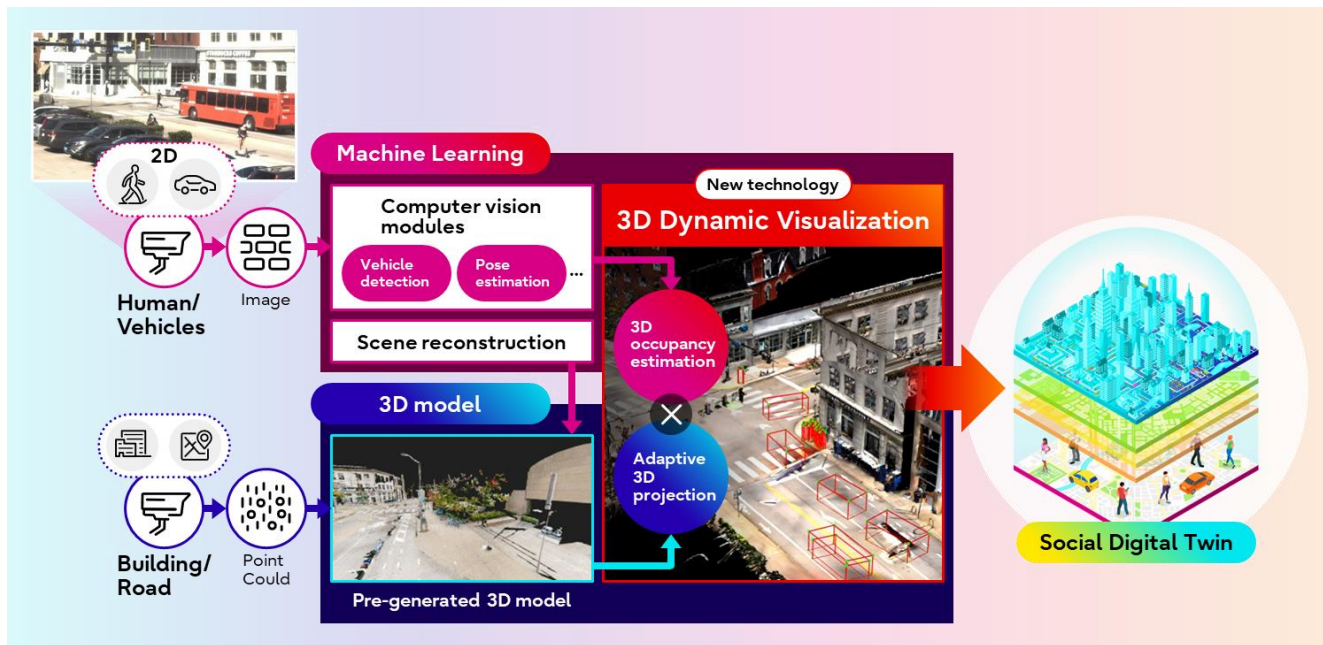 2D
Human/
Vehicles
Image
Building/
Road
Point
Could
Machine Learning
Computer vision
modules
Vehicle
detection
Pose
estimation
...
Scene reconstruction
3D model
Pre-generated 3D model
New technology
3D Dynamic Visualization
3D
occupancy
estimation
Adaptive
3D
projection
Social Digital Twin